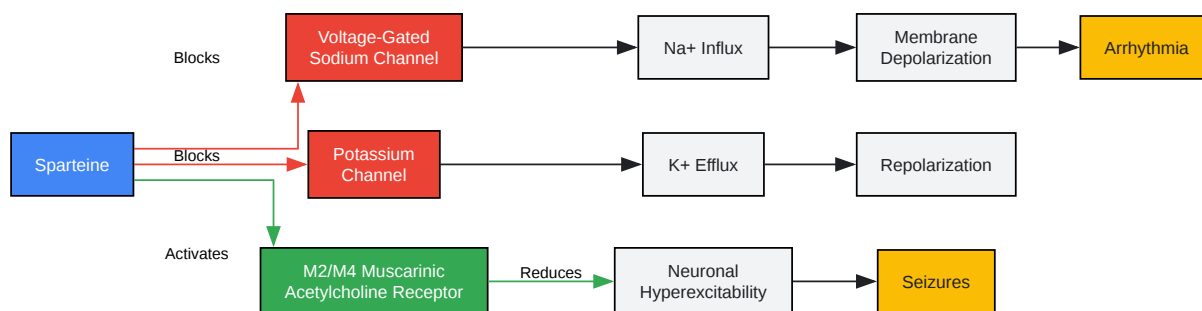 Blocks
Voltage-Gated
Sodium Channel
Na+ Influx
Membrane
Depolarization
Arrhythmia
Sparteine
Blocks
Potassium
Channel
K+ Efflux
Repolarization
Activates
M2/M4 Muscarinic
Acetylcholine Receptor
Reduces
Neuronal
Hyperexcitability
Seizures